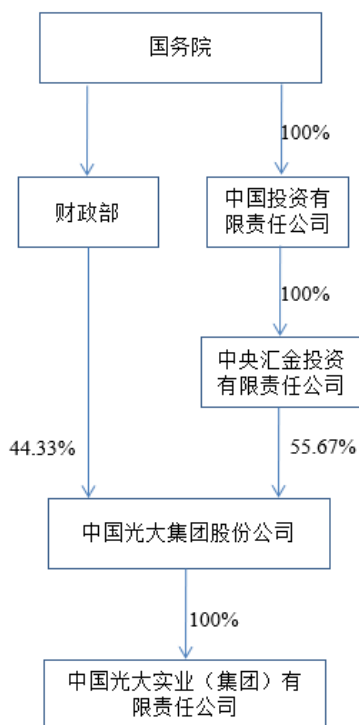 国务院
100%
财政部
中国投资有
限责任公司
100%
中央汇金投资
有限责任公司
44.33%
55.67%
中国光大集团股份公司
100%
中国光大实业（集团）有
限责任公司